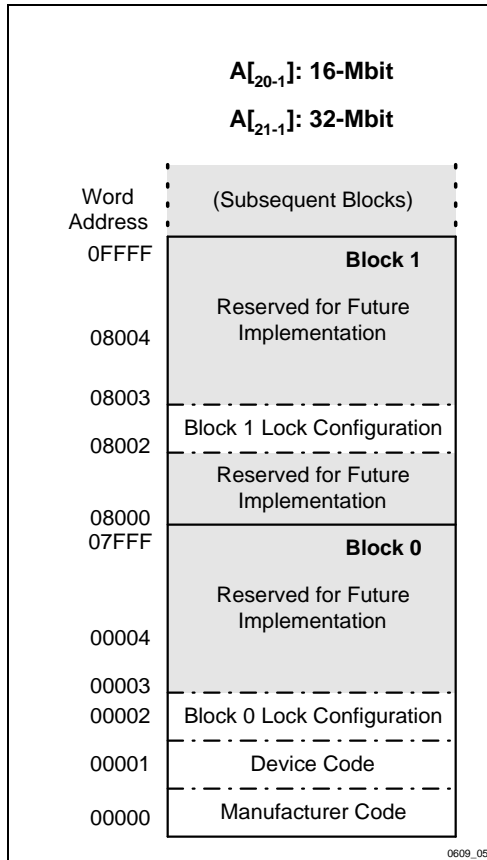 A[20-1]: 16-Mbit
A[21-1]: 32-Mbit
Word
Address
(Subsequent Blocks)
0FFFF
Block 1
Reserved for Future
Implementation
08004
08003
Block 1 Lock Configuration
08002
Reserved for Future
Implementation
08000
07FFF
Block 0
Reserved for Future
Implementation
00004
00003
00002
Block 0 Lock Configuration
00001
Device Code
00000
Manufacturer Code
0609_05